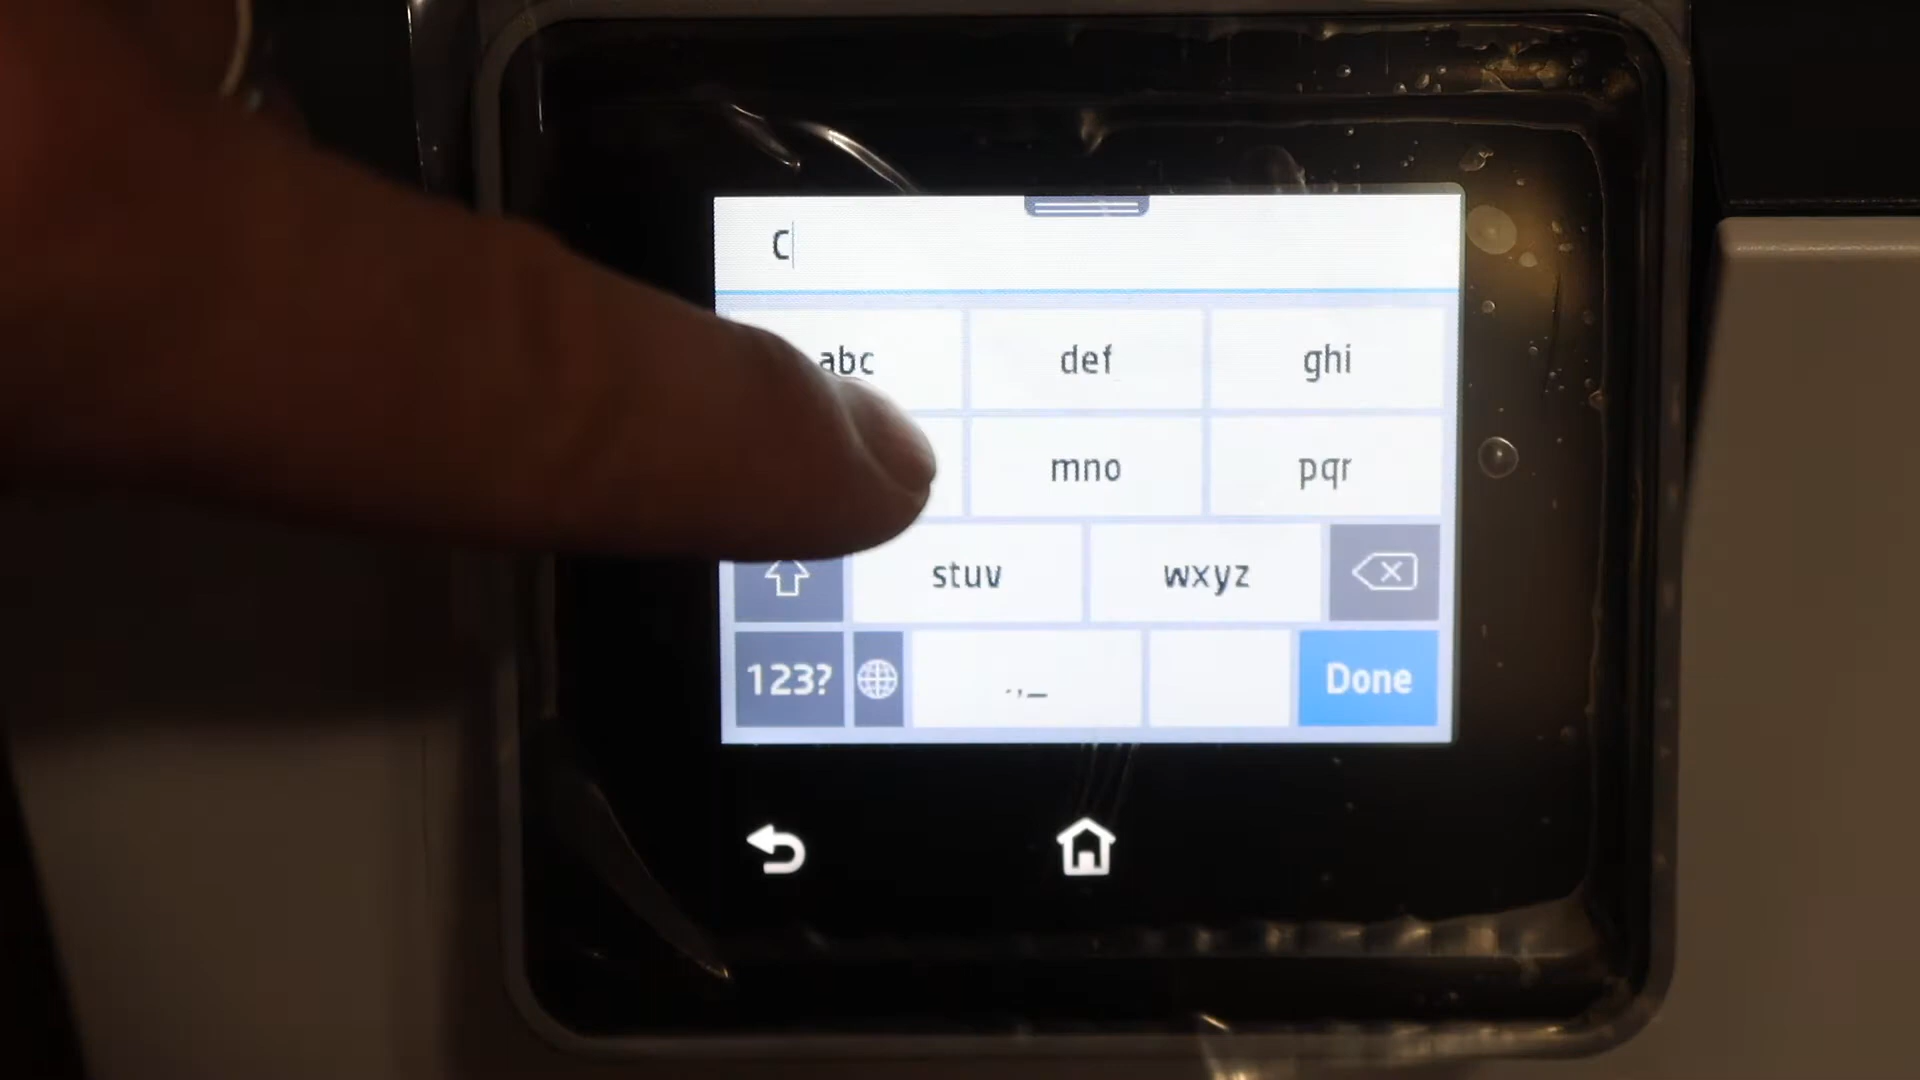 C
abc def ghi
mno pqr
stuv wxyz
123? .,_ Done